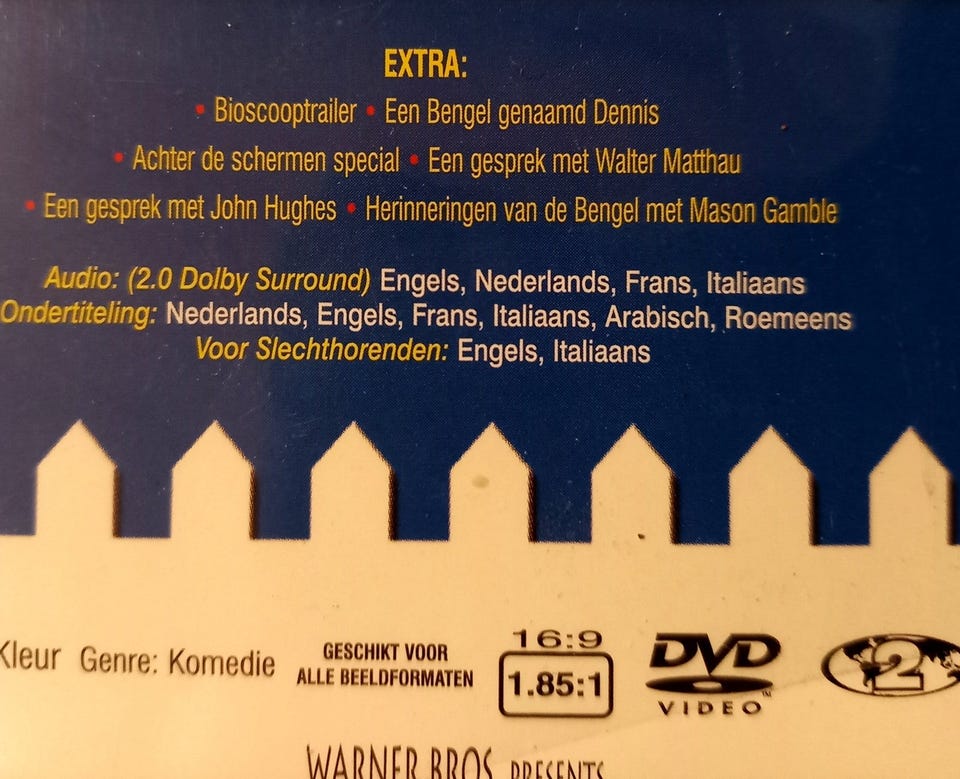 EXTRA:
• Bioscooptrailer • Een Bengel genaamd Dennis
• Achter de schermen special • Een gesprek met Walter Matthau
• Een gesprek met John Hughes • Herinneringen van de Bengel met Mason Gamble
Audio: (2.0 Dolby Surround) Engels, Nederlands, Frans, Italiaans
Ondertiteling: Nederlands, Engels, Frans, Italiaans, Arabisch, Roemeens
Voor Slechthorenden: Engels, Italiaans
Kleur Genre: Komedie
GESCHIKT VOOR
ALLE BEELDFORMATEN
16:9
1.85:1
DVD
VIDEO
TM
2
WARNER BROS. PRESENTS